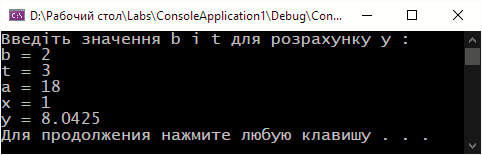 D:\Рабочий стол\Labs\ConsoleApplication1\Debug\Con...
Введіть значення b i t для розрахунку y :
b = 2
t = 3
a = 18
x = 1
y = 8.0425
Для продолжения нажмите любую клавишу . . .